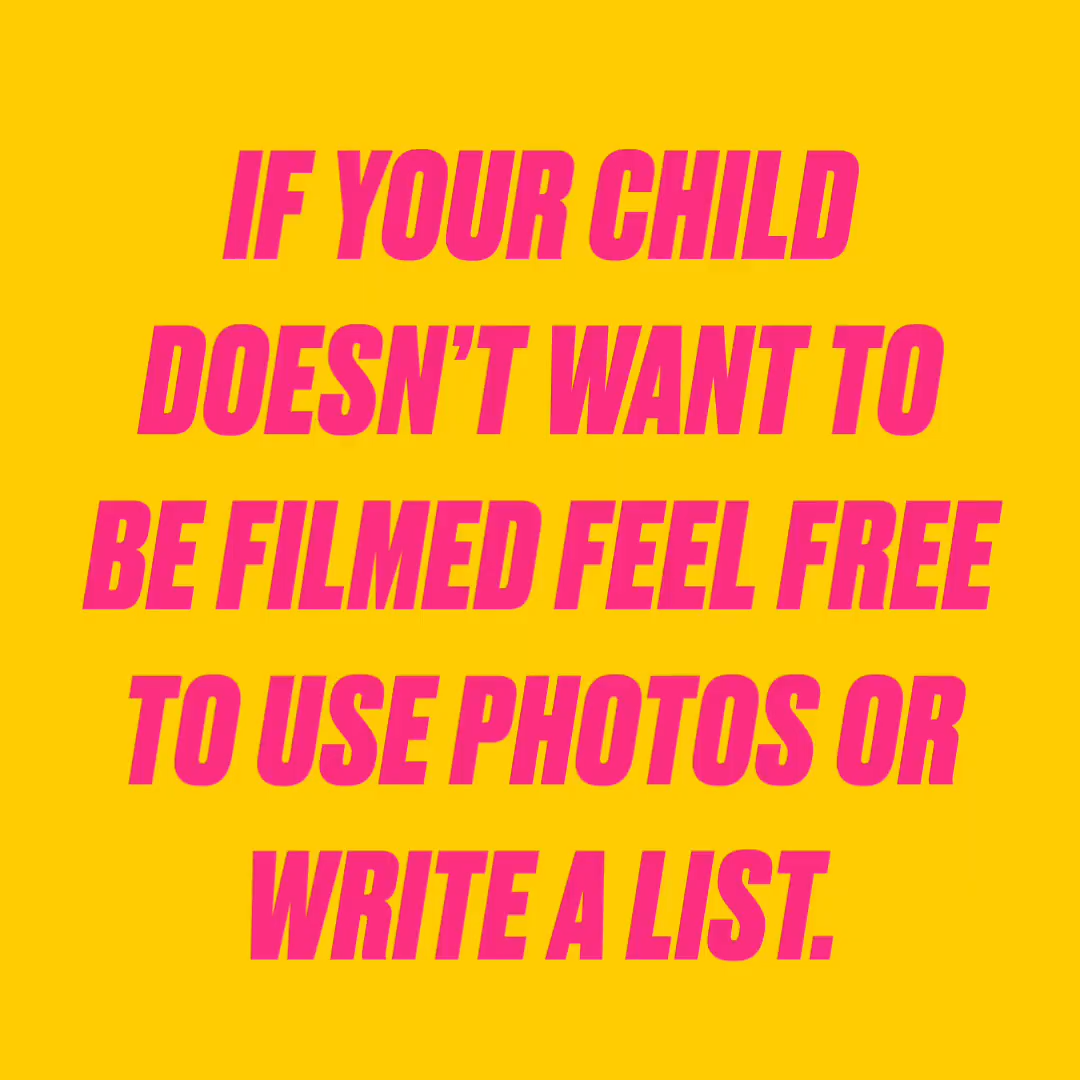 IF YOUR CHILD
DOESN’T WANT TO
BE FILMED FEEL FREE
TO USE PHOTOS OR
WRITE A LIST.